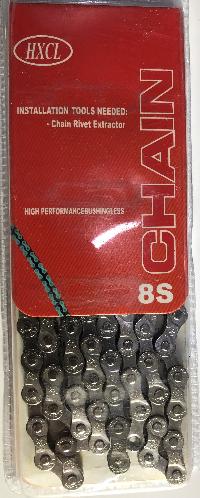 HXCL
INSTALLATION TOOLS NEEDED:
- Chain Rivet Extractor
HIGH PERFORMANCEBUSHINGLESS
CHAIN
8S